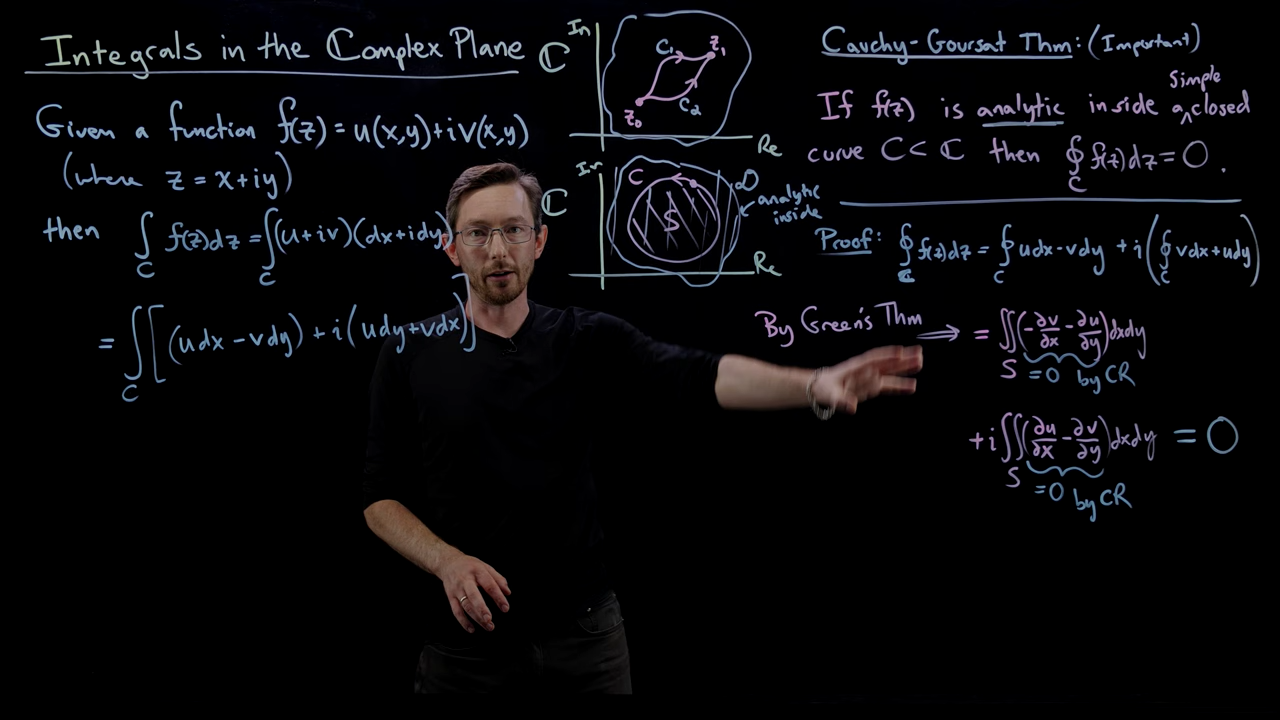 Integrals in the Complex Plane
Given a function f(z) = u(x,y) + i v(x,y)
(where z = x+iy)
then ∫_C f(z)dz = ∫_C (u+iv)(dx+idy)
= ∫∫_C [(udx - vdy) + i(udy+vdx)]
ℂ
Im
C₁
z₁
z₀
C₂
Re
ℂ
Im
C
S
D
analytic
inside
Re
Cauchy-Goursat Thm: (Important)
Simple
If f(z) is analytic inside a ^ closed
curve C < ℂ then ∮_C f(z)dz = 0.
Proof: ∮_C f(z)dz = ∮_C udx - vdy + i(∮_C vdx+udy)
By Green's Thm ⇒ = ∬_S (-∂v/∂x - ∂u/∂y)dxdy
=0 by CR
+ i∬_S (∂u/∂x - ∂v/∂y)dxdy = 0
=0 by CR